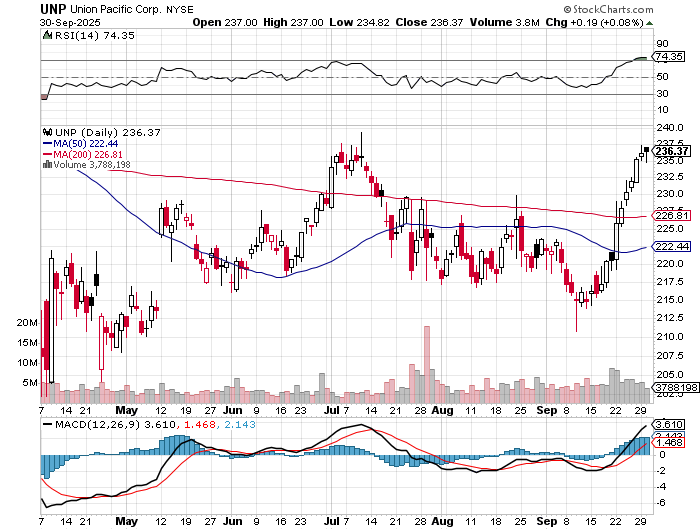 UNP Union Pacific Corp. NYSE
© StockCharts.com
30-Sep-2025
Open 237.00 High 237.00 Low 234.82 Close 236.37 Volume 3.8M Chg +0.19 (+0.08%)
RSI(14) 74.35
90
74.35
50
30
10
UNP (Daily) 236.37
MA(50) 222.44
MA(200) 226.81
Volume 3,788,198
240.0
237.5
236.37
235.0
232.5
230.0
227.5
226.81
225.0
222.44
220.0
217.5
215.0
212.5
210.0
207.5
205.0
202.5
20M
15M
10M
5M
3788198
7 14 21 May 12 19 27 Jun 9 16 23 Jul 7 14 21 28 Aug 11 18 25 Sep 8 15 22 29
MACD(12,26,9) 3.610, 1.468, 2.143
3.610
2.143
1.468
0
-2
-4
-6
7 14 21 May 12 19 27 Jun 9 16 23 Jul 7 14 21 28 Aug 11 18 25 Sep 8 15 22 29